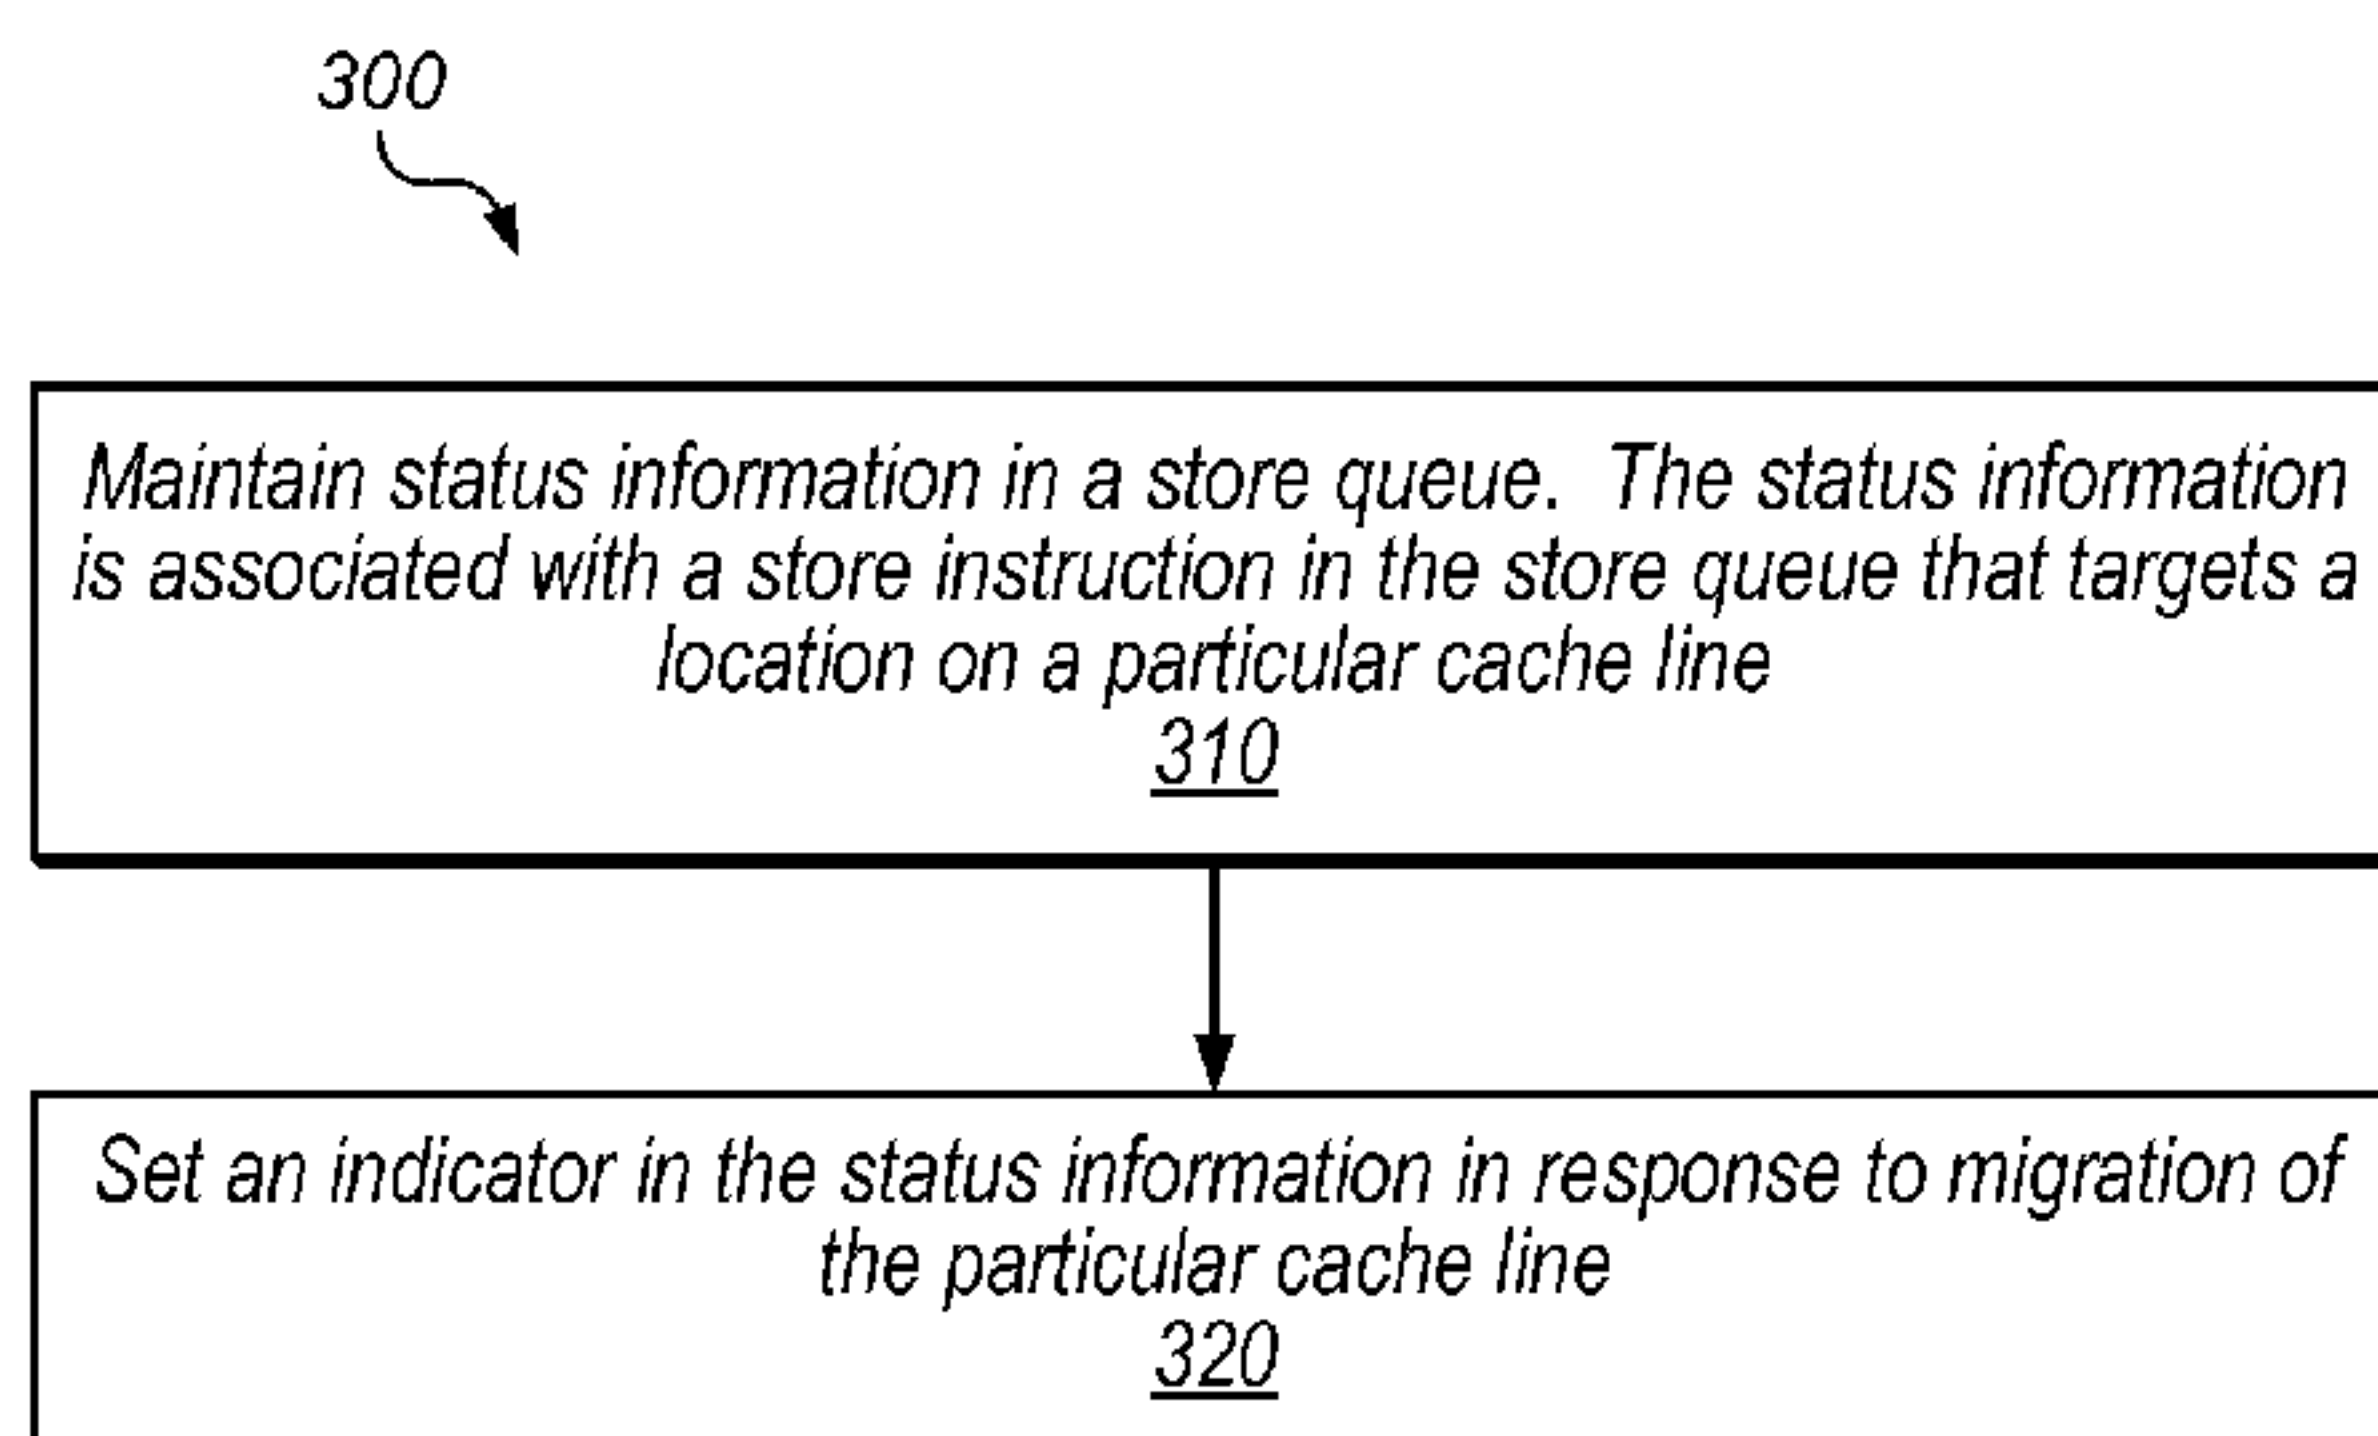 300
Maintain status information in a store queue.  The status information
is associated with a store instruction in the store queue that targets a
location on a particular cache line
310
Set an indicator in the status information in response to migration of
the particular cache line
320